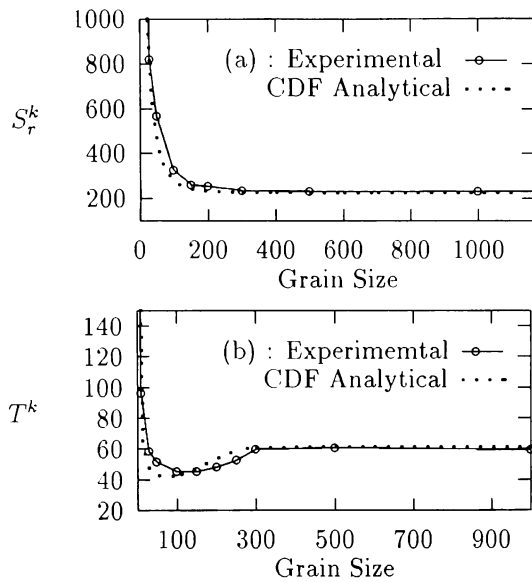 1000
(a) : Experimental
800
CDF Analytical
600
S_r^k
400
200
0 200 400 600 800 1000
Grain Size
140
(b) : Experimemtal
120
CDF Analytical
100
T^k
80
60
40
20
100 300 500 700 900
Grain Size